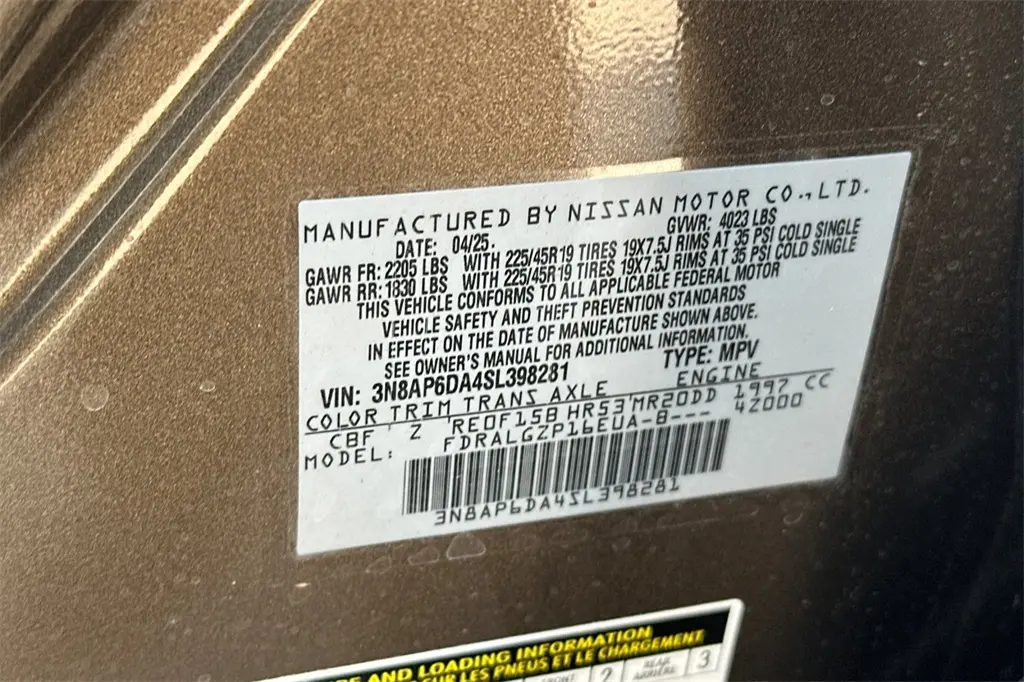 MANUFACTURED BY NISSAN MOTOR CO.,LTD.
DATE: 04/25. GVWR: 4023 LBS
GAWR FR: 2205 LBS WITH 225/45R19 TIRES 19X7.5J RIMS AT 35 PSI COLD SINGLE
GAWR RR: 1830 LBS WITH 225/45R19 TIRES 19X7.5J RIMS AT 35 PSI COLD SINGLE
THIS VEHICLE CONFORMS TO ALL APPLICABLE FEDERAL MOTOR
VEHICLE SAFETY AND THEFT PREVENTION STANDARDS
IN EFFECT ON THE DATE OF MANUFACTURE SHOWN ABOVE.
SEE OWNER'S MANUAL FOR ADDITIONAL INFORMATION.
VIN: 3N8AP6DA4SL398281 TYPE: MPV
COLOR TRIM TRANS AXLE ENGINE
CBF Z RE0F15B HR53 MR20DD 1997 CC
MODEL: FDRALGZP16EUA-B--- 4Z000
3N8AP6DA4SL398281
AND LOADING INFORMATION
SUR LES PNEUS ET LE CHARGEMENT
FRONT 2 REAR 3
ARRIÈRE